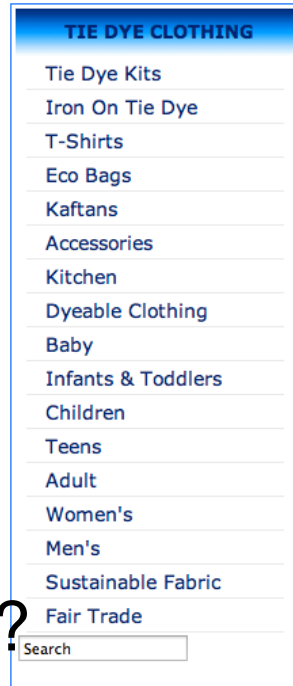 TIE DYE CLOTHING
Tie Dye Kits
Iron On Tie Dye
T-Shirts
Eco Bags
Kaftans
Accessories
Kitchen
Dyeable Clothing
Baby
Infants & Toddlers
Children
Teens
Adult
Women's
Men's
Sustainable Fabric
Fair Trade
?
Search